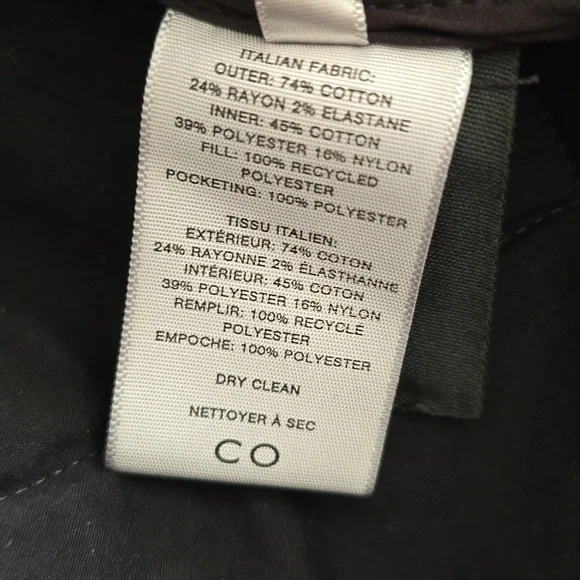 ITALIAN FABRIC:
OUTER: 74% COTTON
24% RAYON 2% ELASTANE
INNER: 45% COTTON
39% POLYESTER 16% NYLON
FILL: 100% RECYCLED
POLYESTER
POCKETING: 100% POLYESTER
TISSU ITALIEN:
EXTÉRIEUR: 74% COTON
24% RAYONNE 2% ÉLASTHANNE
INTÉRIEUR: 45% COTON
39% POLYESTER 16% NYLON
REMPLIR: 100% RECYCLÉ
POLYESTER
EMPOCHE: 100% POLYESTER
DRY CLEAN
NETTOYER À SEC
CO